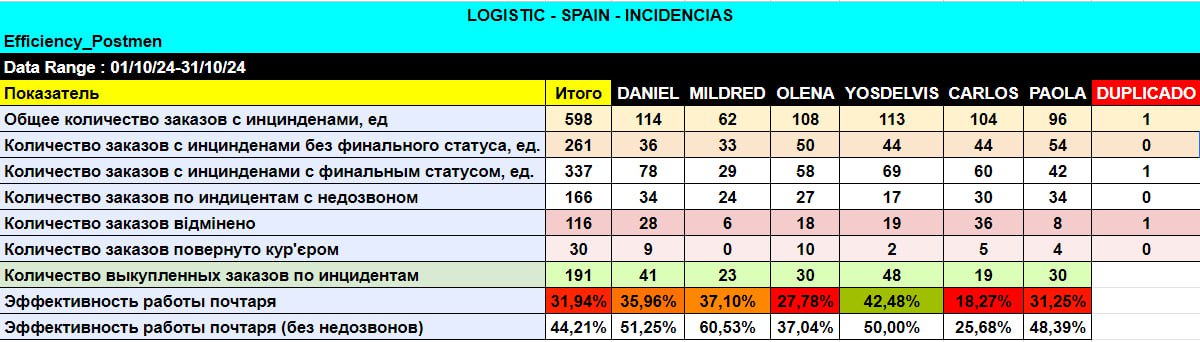 LOGISTIC - SPAIN - INCIDENCIAS
Efficiency_Postmen
Data Range : 01/10/24-31/10/24
Показатель Итого DANIEL MILDRED OLENA YOSDELVIS CARLOS PAOLA DUPLICADO
Общее количество заказов с инцинденами, ед 598 114 62 108 113 104 96 1
Количество заказов с инцинденами без финального статуса, ед. 261 36 33 50 44 44 54 0
Количество заказов с инцинденами с финальным статусом, ед. 337 78 29 58 69 60 42 1
Количество заказов по индицентам с недозвоном 166 34 24 27 17 30 34 0
Количество заказов відмінено 116 28 6 18 19 36 8 1
Количество заказов повернуто кур'єром 30 9 0 10 2 5 4 0
Количество выкупленных заказов по инцидентам 191 41 23 30 48 19 30
Эффективность работы почтаря 31,94% 35,96% 37,10% 27,78% 42,48% 18,27% 31,25%
Эффективность работы почтаря (без недозвонов) 44,21% 51,25% 60,53% 37,04% 50,00% 25,68% 48,39%